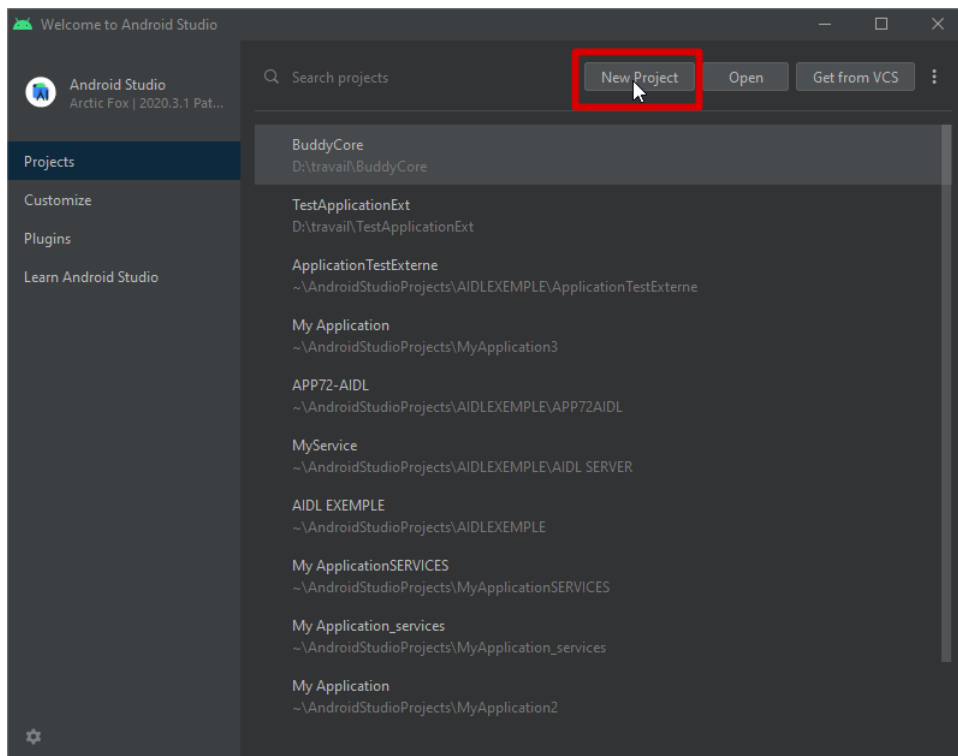 Welcome to Android Studio
Android Studio
Arctic Fox | 2020.3.1 Pat...
Projects
Customize
Plugins
Learn Android Studio
Search projects
New Project
Open
Get from VCS
BuddyCore
D:\travail\BuddyCore
TestApplicationExt
D:\travail\TestApplicationExt
ApplicationTestExterne
~\AndroidStudioProjects\AIDLEXEMPLE\ApplicationTestExterne
My Application
~\AndroidStudioProjects\MyApplication3
APP72-AIDL
~\AndroidStudioProjects\AIDLEXEMPLE\APP72AIDL
MyService
~\AndroidStudioProjects\AIDLEXEMPLE\AIDL SERVER
AIDL EXEMPLE
~\AndroidStudioProjects\AIDLEXEMPLE
My ApplicationSERVICES
~\AndroidStudioProjects\MyApplicationSERVICES
My Application_services
~\AndroidStudioProjects\MyApplication_services
My Application
~\AndroidStudioProjects\MyApplication2